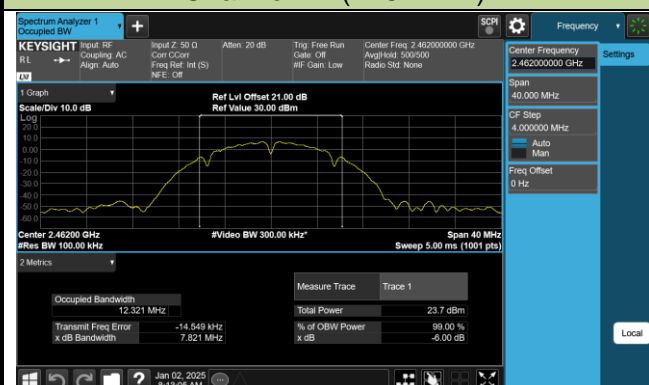 Spectrum Analyzer 1
Occupied BW
SCPI
Frequency
KEYSIGHT
Input: RF
Coupling: AC
Align: Auto
Input Z: 50 Ω
Corr CCorr
Freq Ref: Int (S)
NFE: Off
Atten: 20 dB
Trig: Free Run
Gate: Off
#IF Gain: Low
Center Freq: 2.462000000 GHz
Avg|Hold: 500/500
Radio Std: None
RL
LXI
Center Frequency
2.462000000 GHz
Settings
Span
40.000 MHz
CF Step
4.000000 MHz
Auto
Man
Freq Offset
0 Hz
Local
1 Graph
Scale/Div 10.0 dB
Ref Lvl Offset 21.00 dB
Ref Value 30.00 dBm
Log
20.0
10.0
0.00
-10.0
-20.0
-30.0
-40.0
-50.0
-60.0
Center 2.46200 GHz
#Res BW 100.00 kHz
#Video BW 300.00 kHz*
Span 40 MHz
Sweep 5.00 ms (1001 pts)
2 Metrics
Measure Trace
Trace 1
Occupied Bandwidth
12.321 MHz
Total Power
23.7 dBm
Transmit Freq Error
-14.549 kHz
% of OBW Power
99.00 %
x dB Bandwidth
7.821 MHz
x dB
-6.00 dB
?
Jan 02, 2025